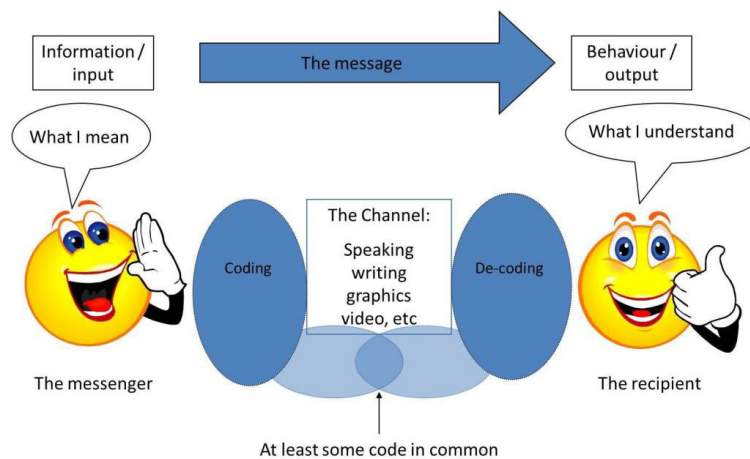 Information /
input
The message
Behaviour /
output
What I mean
What I understand
The Channel:
Speaking
writing
graphics
video, etc
Coding
De-coding
The messenger
The recipient
At least some code in common